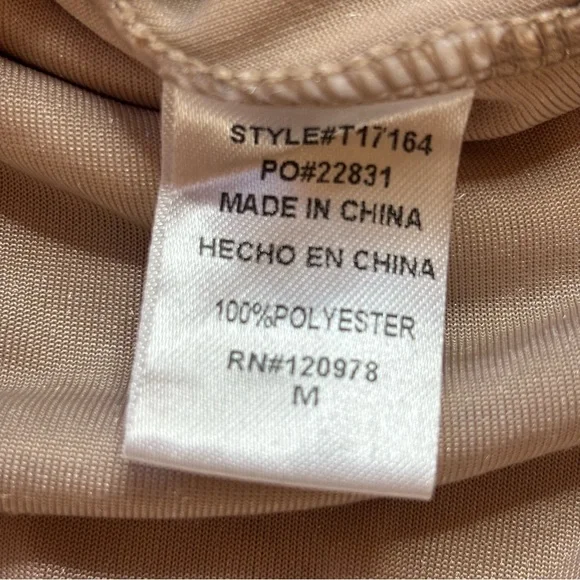 STYLE#T17164
PO#22831
MADE IN CHINA
HECHO EN CHINA
100%POLYESTER
RN#120978
M